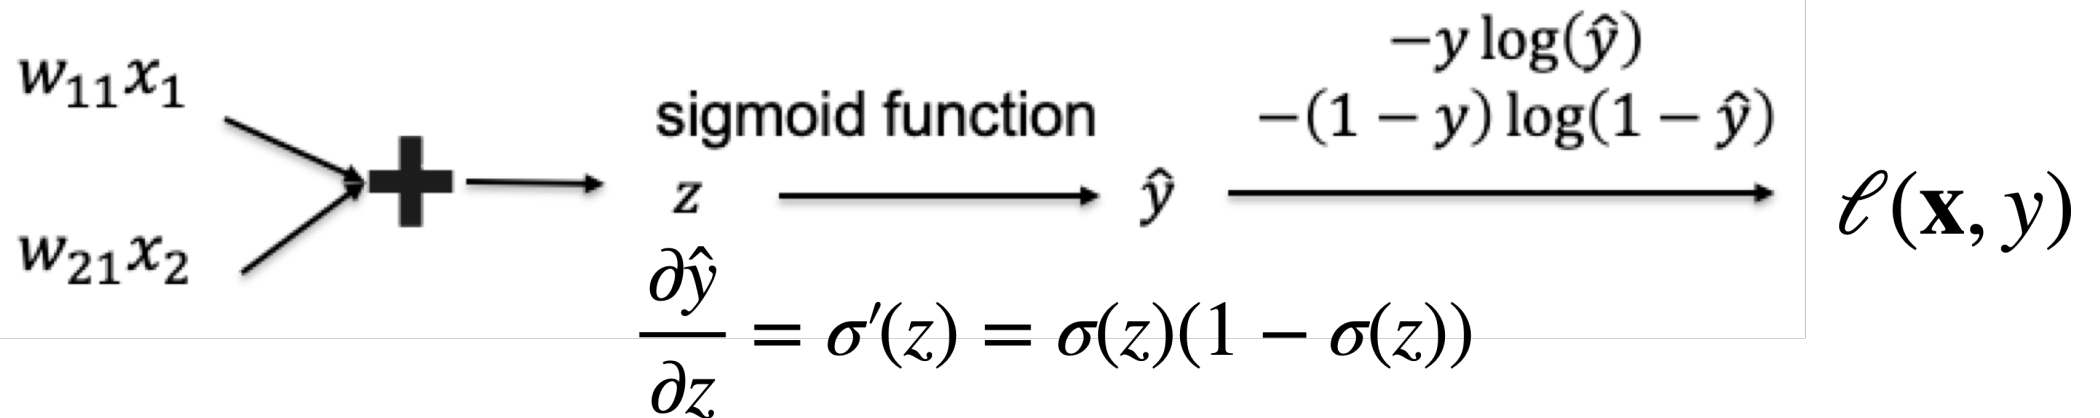 w₁₁x₁
w₂₁x₂
sigmoid function
z
ŷ
−y log(ŷ)
−(1 − y) log(1 − ŷ)
ℓ(𝐱, y)
∂ŷ/∂z = σ′(z) = σ(z)(1 − σ(z))